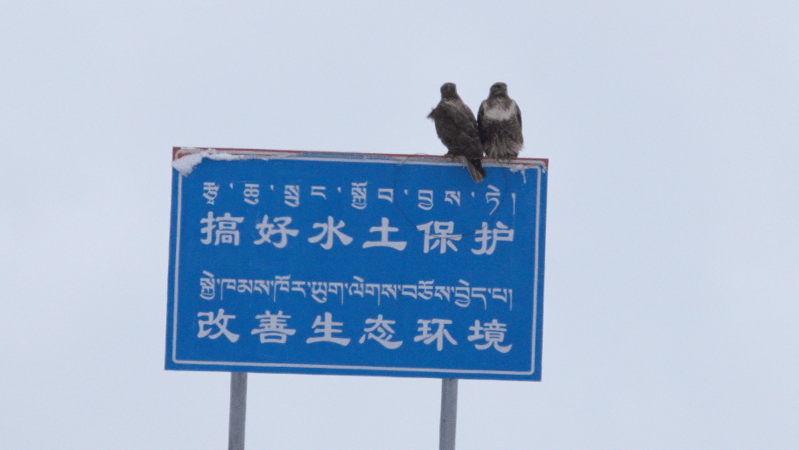 རྩྭ་ཆུ་སྲུང་སྐྱོབ་བྱས་ཏེ།
搞好水土保护
སྐྱེ་ཁམས་ཁོར་ཡུག་ལེགས་བཅོས་བྱེད་པ།
改善生态环境